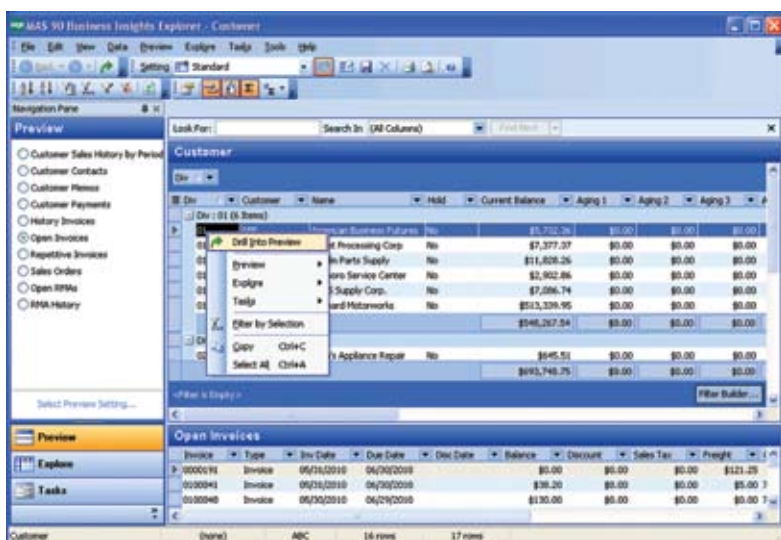 MAS 90 Business Insights Explorer - Customer
File Edit View Data Preview Explore Tasks Tools Help
Back Setting Standard
Navigation Pane
Preview
Customer Sales History by Period
Customer Contacts
Customer Memos
Customer Payments
History Invoices
Open Invoices
Repetitive Invoices
Sales Orders
Open RMAs
RMA History
Select Preview Setting...
Preview
Explore
Tasks
Look For: Search In (All Columns) Find Next
Customer
Div
Div Customer Name Hold Current Balance Aging 1 Aging 2 Aging 3
Div : 01 (6 Items)
01 American Business Futures No $5,732.36 $0.00 $0.00 $0.00
Processing Corp No $7,377.37 $0.00 $0.00 $0.00
Parts Supply No $11,828.26 $0.00 $0.00 $0.00
Service Center No $2,902.86 $0.00 $0.00 $0.00
Supply Corp. No $7,086.74 $0.00 $0.00 $0.00
Motorworks No $513,339.95 $0.00 $0.00 $0.00
$548,267.54 $0.00 $0.00 $0.00
Appliance Repair No $645.51 $0.00 $0.00 $0.00
$693,748.75 $0.00 $0.00 $0.00
Drill Into Preview
Preview
Explore
Tasks
Filter by Selection
Copy Ctrl+C
Select All Ctrl+A
<Filter is Empty> Filter Builder...
Open Invoices
Invoice Type Inv Date Due Date Disc Date Balance Discount Sales Tax Freight
0000191 Invoice 05/31/2010 06/30/2010 $0.00 $0.00 $0.00 $121.25
0100041 Invoice 05/31/2010 06/30/2010 $38.20 $0.00 $0.00 $5.00
0100048 Invoice 05/30/2010 06/29/2010 $130.00 $0.00 $0.00 $0.00
Customer (none) ABC 16 rows 17 rows